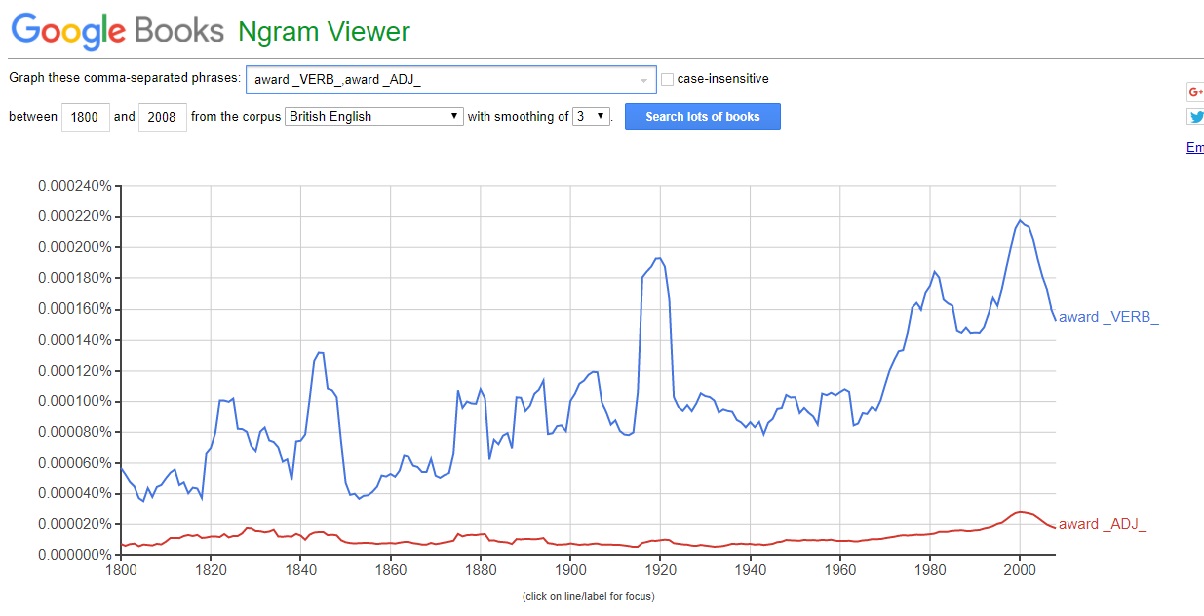 Google Books Ngram Viewer
Graph these comma-separated phrases: award _VERB_,award _ADJ_ case-insensitive
between 1800 and 2008 from the corpus British English with smoothing of 3 . Search lots of books
G+
Em
0.000240%
0.000220%
0.000200%
0.000180%
0.000160%
award _VERB_
0.000140%
0.000120%
0.000100%
0.000080%
0.000060%
0.000040%
0.000020%
award _ADJ_
0.000000%
1800 1820 1840 1860 1880 1900 1920 1940 1960 1980 2000
(click on line/label for focus)